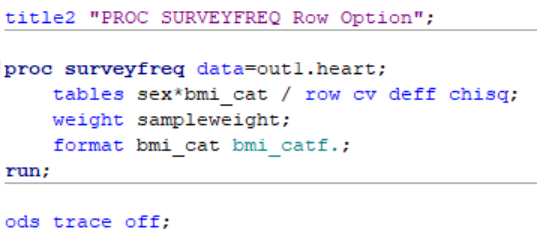 title2 "PROC SURVEYFREQ Row Option";
proc surveyfreq data=out1.heart;
    tables sex*bmi_cat / row cv deff chisq;
    weight sampleweight;
    format bmi_cat bmi_catf.;
run;
ods trace off;